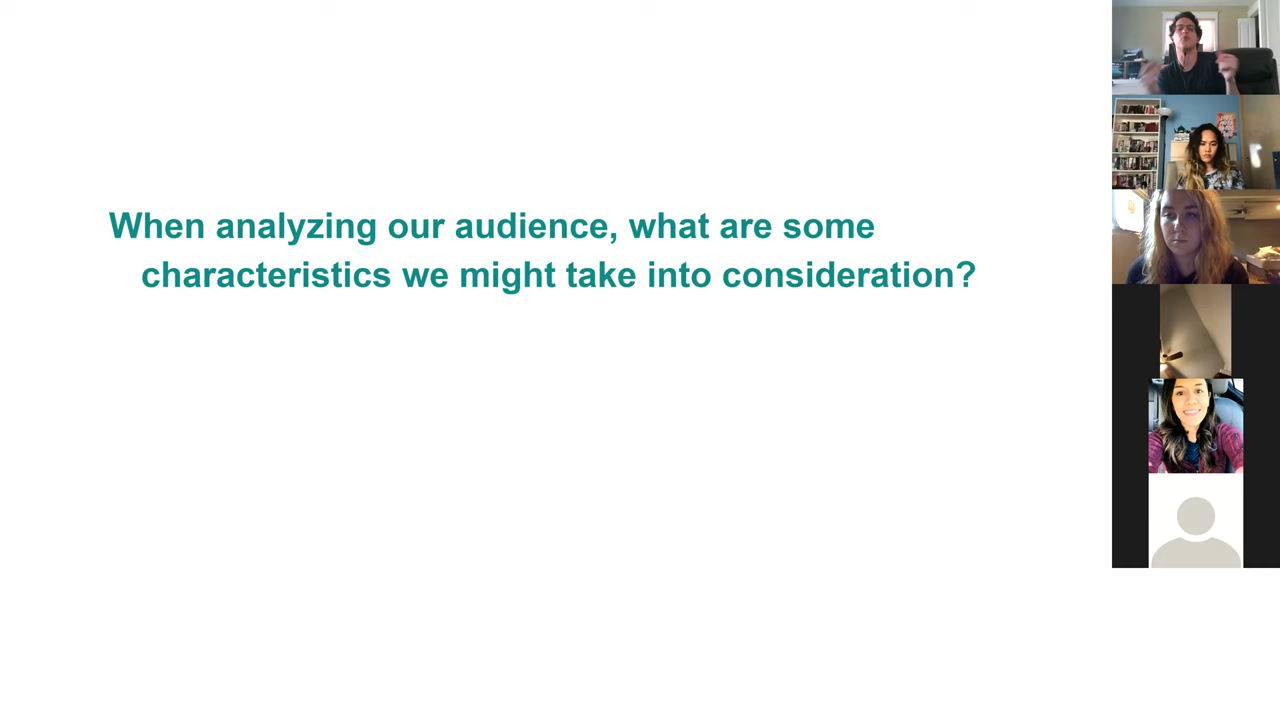 When analyzing our audience, what are some
characteristics we might take into consideration?